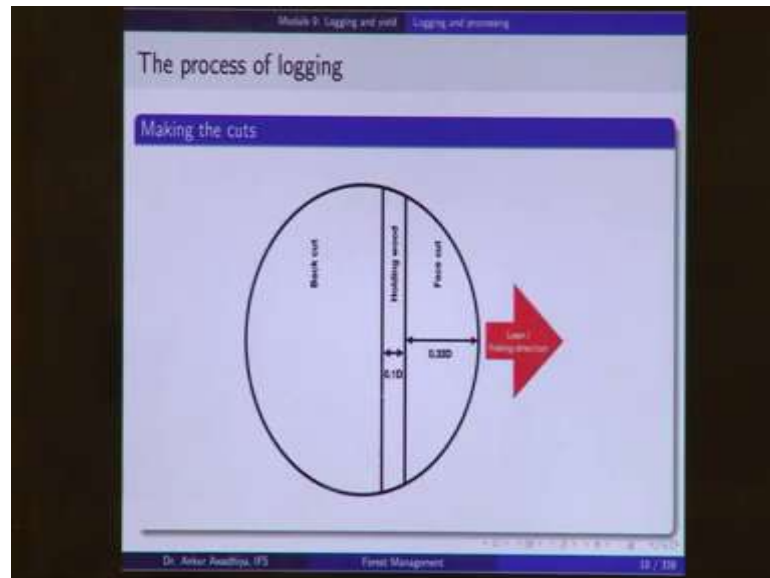 Module 9: Logging and yield Logging and processing
The process of logging
Making the cuts
Back cut
Holding wood
Face cut
0.1D
0.33D
Lean /
Felling direction
Dr. Ankur Awadhiya, IFS Forest Management